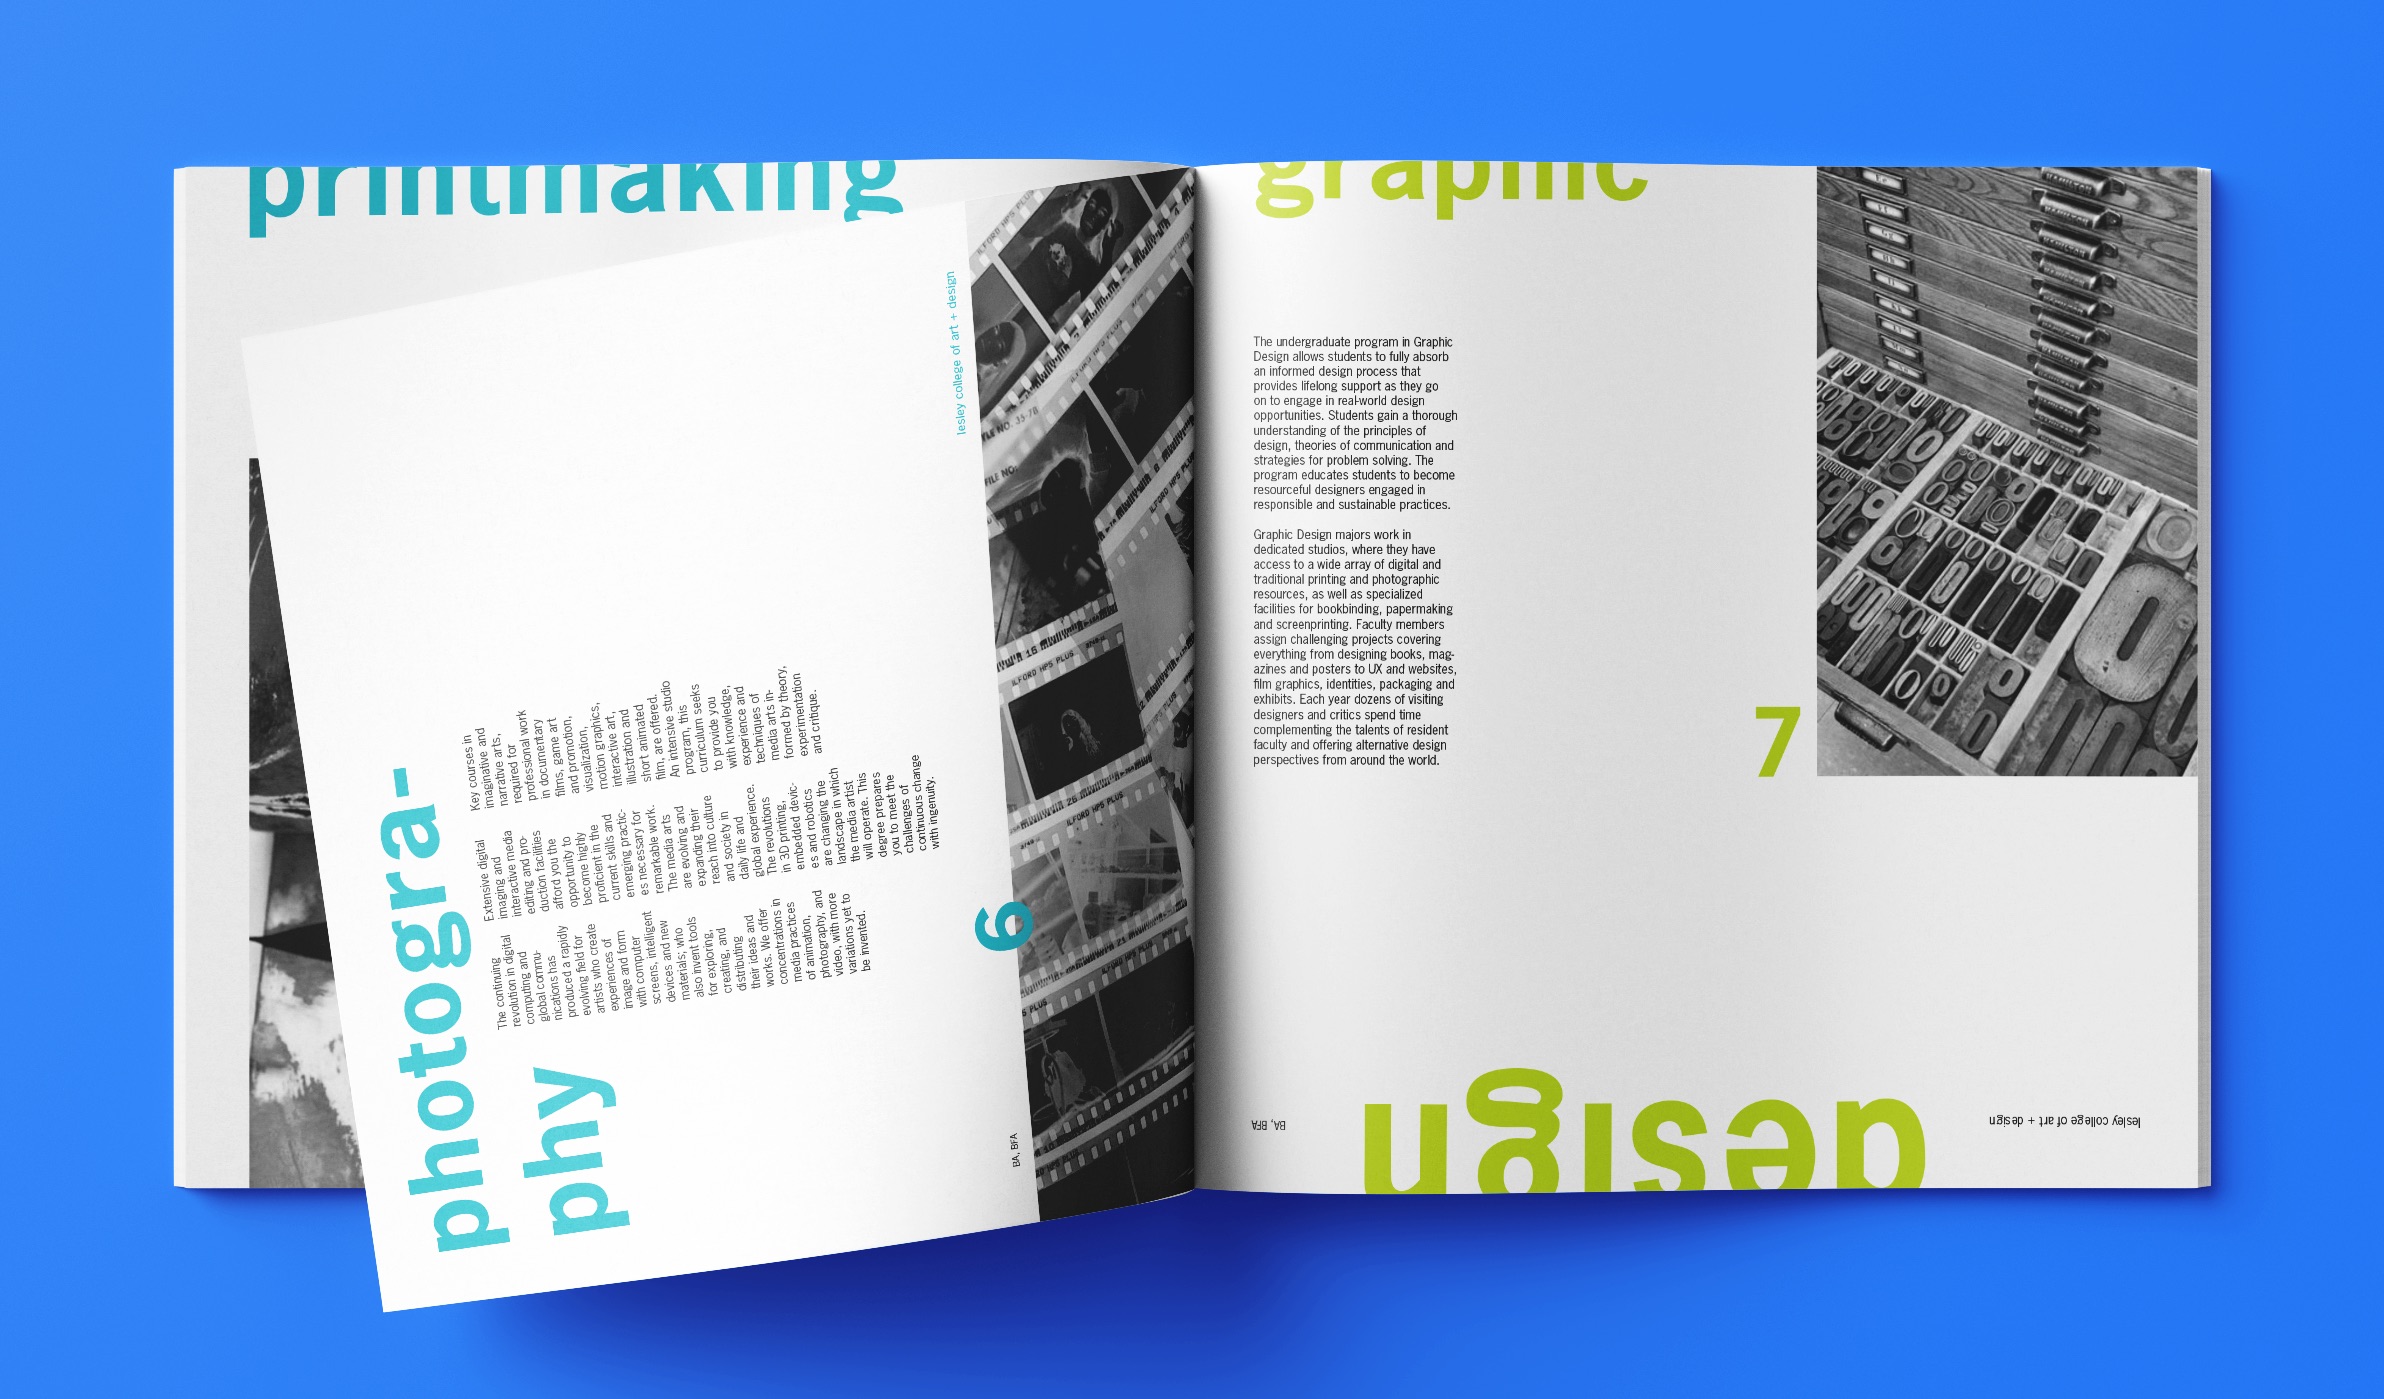 printmaking
lesley college of art + design
photogra-
phy
The continuing
revolution in digital
computing and
global commu-
nications has
produced a rapidly
evolving field for
artists who create
experiences of
image and form
with computer
screens, intelligent
devices and new
materials; who
also invent tools
for exploring,
creating, and
distributing
their ideas and
works. We offer
concentrations in
media practices
of animation,
photography, and
video, with more
variations yet to
be invented.
Extensive digital
imaging and
interactive media
editing and pro-
duction facilities
afford you the
opportunity to
become highly
proficient in the
current skills and
emerging practic-
es necessary for
remarkable work.
The media arts
are evolving and
expanding their
reach into culture
and society in
daily life and
global experience.
The revolutions
in 3D printing,
embedded devic-
es and robotics
are changing the
landscape in which
the media artist
will operate. This
degree prepares
you to meet the
challenges of
continuous change
with ingenuity.
Key courses in
imaginative and
narrative arts,
required for
professional work
in documentary
films, game art
and promotion,
visualization,
motion graphics,
interactive art,
illustration and
short animated
film, are offered.
An intensive studio
program, this
curriculum seeks
to provide you
with knowledge,
experience and
techniques of
media arts in-
formed by theory,
experimentation
and critique.
6
BA, BFA
ILFORD HP5 PLUS
ILFORD HP5 PLUS
ILFORD HP5 PLUS
graphic
The undergraduate program in Graphic
Design allows students to fully absorb
an informed design process that
provides lifelong support as they go
on to engage in real-world design
opportunities. Students gain a thorough
understanding of the principles of
design, theories of communication and
strategies for problem solving. The
program educates students to become
resourceful designers engaged in
responsible and sustainable practices.
Graphic Design majors work in
dedicated studios, where they have
access to a wide array of digital and
traditional printing and photographic
resources, as well as specialized
facilities for bookbinding, papermaking
and screenprinting. Faculty members
assign challenging projects covering
everything from designing books, mag-
azines and posters to UX and websites,
film graphics, identities, packaging and
exhibits. Each year dozens of visiting
designers and critics spend time
complementing the talents of resident
faculty and offering alternative design
perspectives from around the world.
HAMILTON
HAMILTON
7
design
BA, BFA
lesley college of art + design